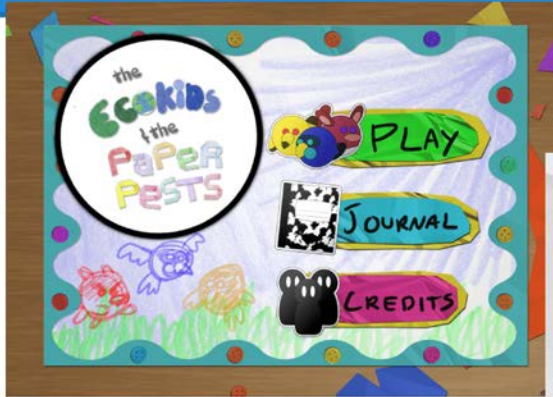 the
ECOKiDS
& the
PaPER
PESTS
PLAY
JOURNAL
CREDITS